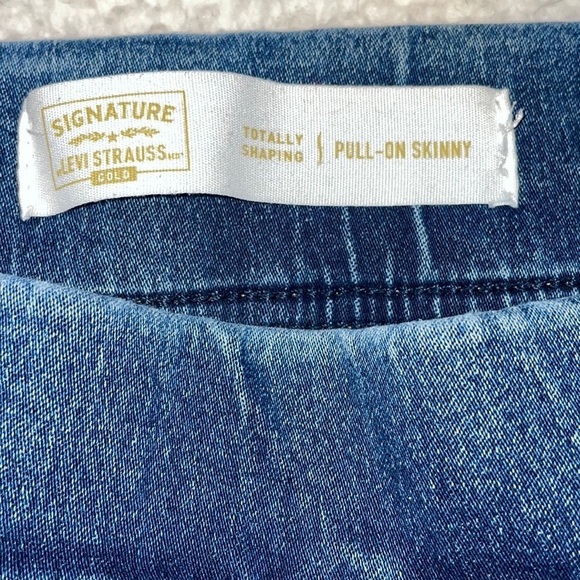 SIGNATURE
LEVI STRAUSS
GOLD
TOTALLY
SHAPING
PULL-ON SKINNY